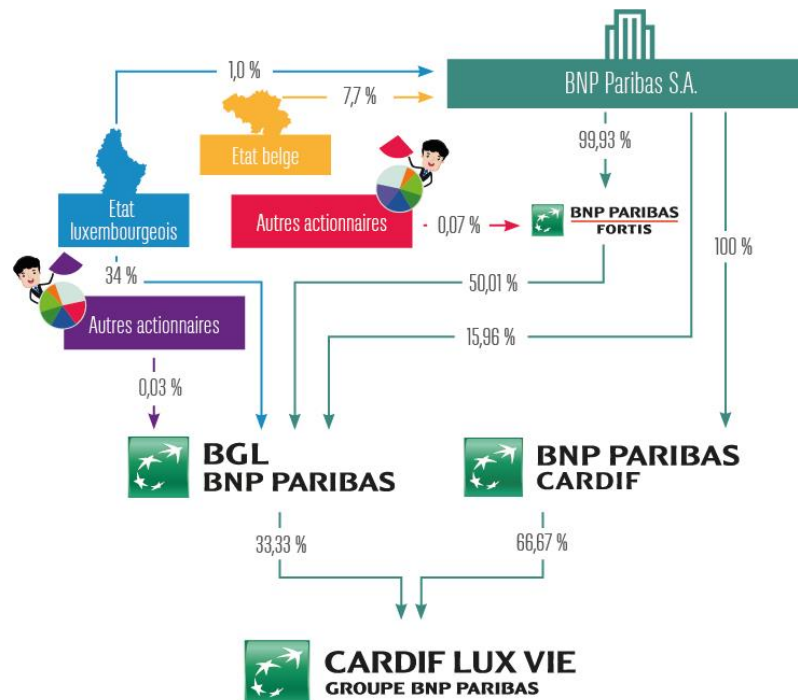 1,0 %
BNP Paribas S.A.
7,7 %
Etat belge
99,93 %
Etat
luxembourgeois
Autres actionnaires
0,07 %
BNP PARIBAS
FORTIS
100 %
34 %
50,01 %
Autres actionnaires
15,96 %
0,03 %
BGL
BNP PARIBAS
BNP PARIBAS
CARDIF
33,33 %
66,67 %
CARDIF LUX VIE
GROUPE BNP PARIBAS